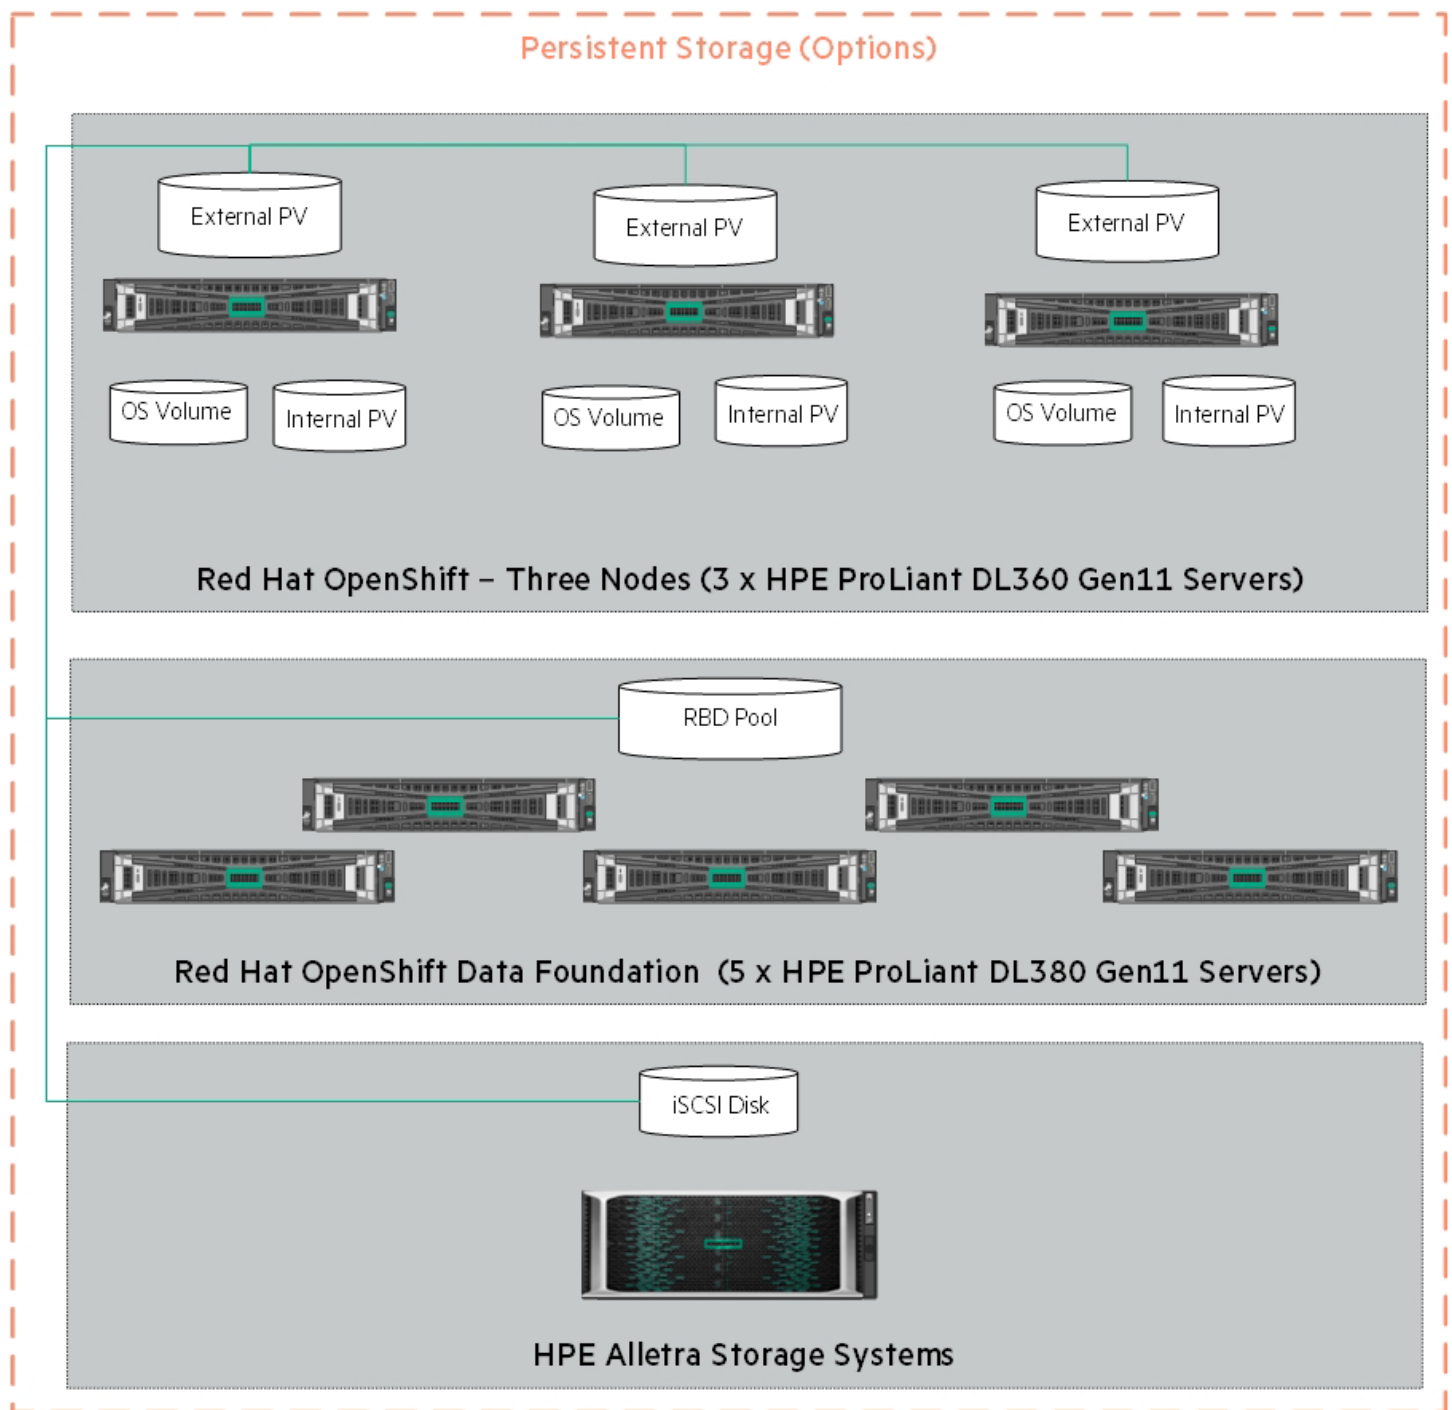 Persistent Storage (Options)
External PV
External PV
External PV
OS Volume
Internal PV
OS Volume
Internal PV
OS Volume
Internal PV
Red Hat OpenShift – Three Nodes (3 x HPE ProLiant DL360 Gen11 Servers)
RBD Pool
Red Hat OpenShift Data Foundation (5 x HPE ProLiant DL380 Gen11 Servers)
iSCSI Disk
HPE Alletra Storage Systems